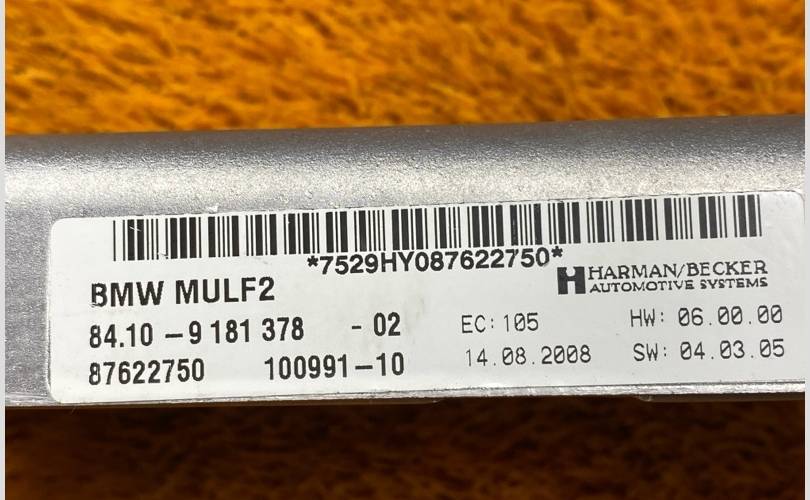 *7529HY087622750*
BMW MULF2
HARMAN/BECKER
AUTOMOTIVE SYSTEMS
84.10 - 9 181 378 - 02
EC: 105
HW: 06.00.00
87622750 100991-10
14.08.2008
SW: 04.03.05